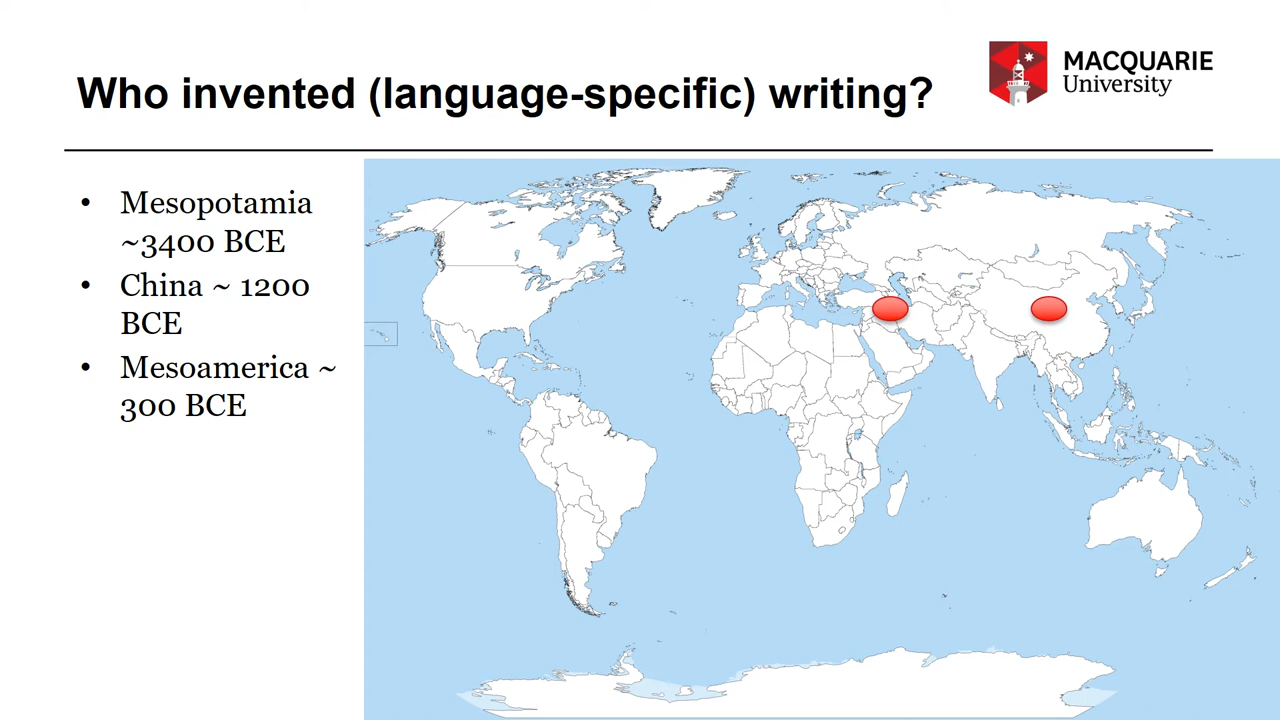 Who invented (language-specific) writing?
MACQUARIE
University
• Mesopotamia
~3400 BCE
• China ~ 1200
BCE
• Mesoamerica ~
300 BCE